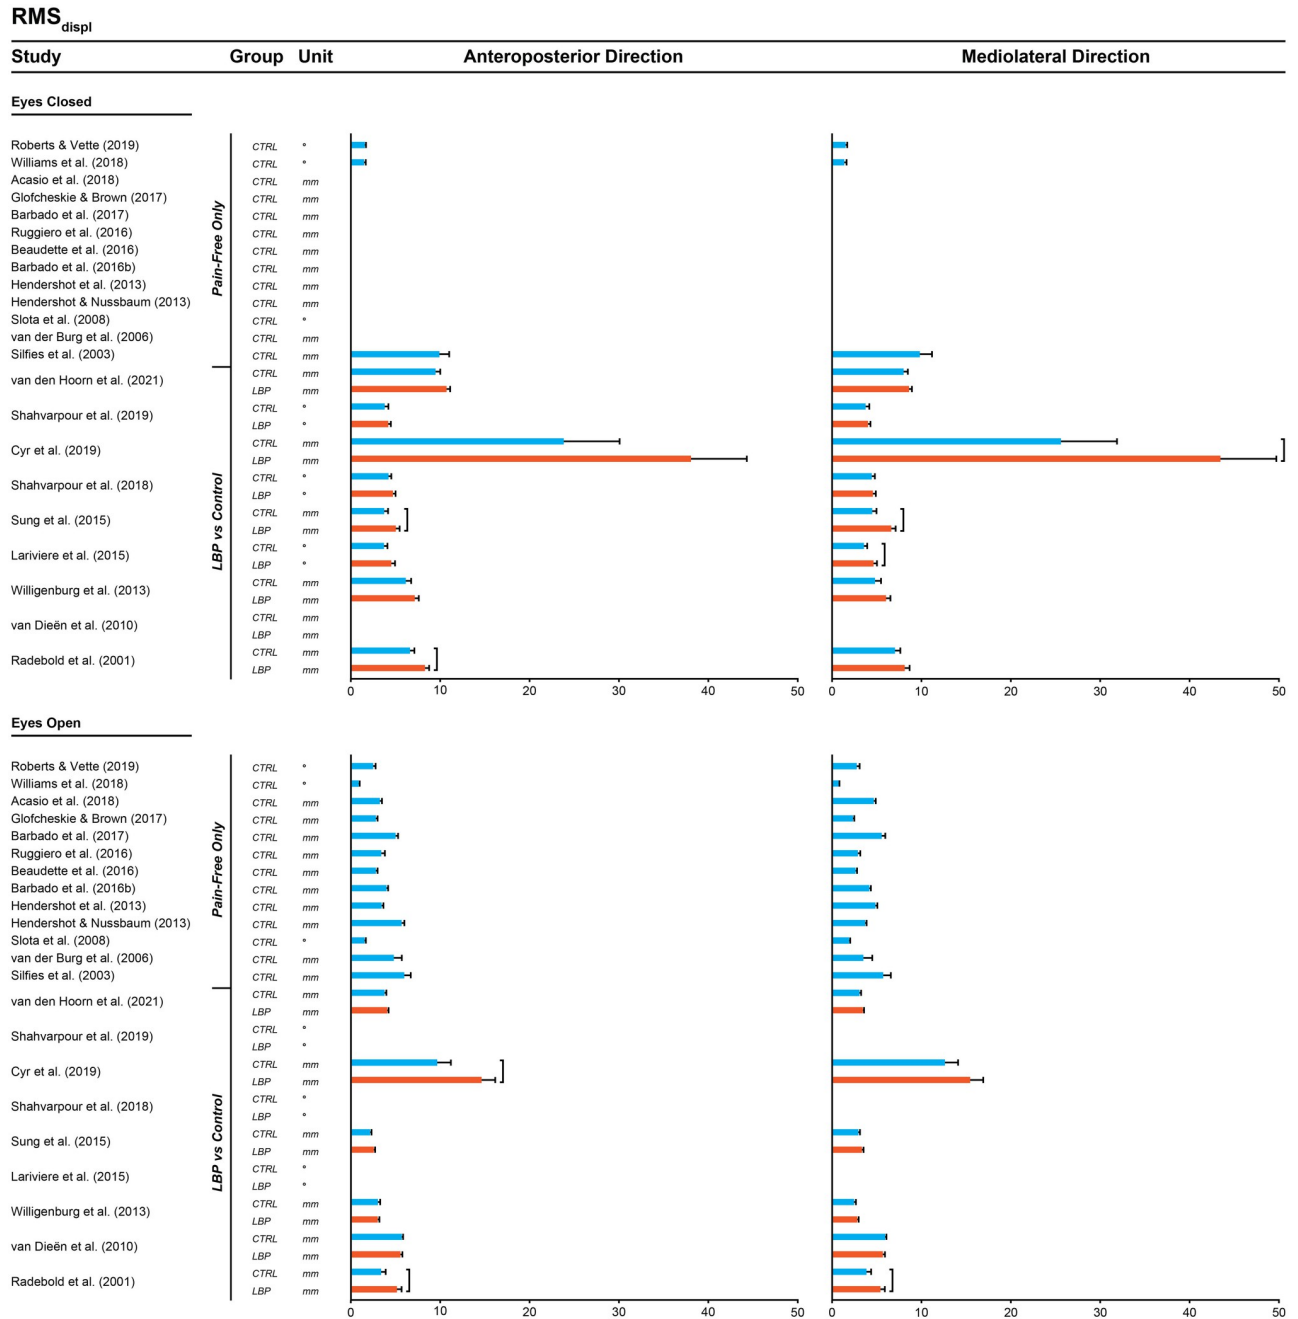 RMS displ
Study Group Unit Anteroposterior Direction Mediolateral Direction
Eyes Closed
Pain-Free Only
Roberts & Vette (2019) CTRL °
Williams et al. (2018) CTRL °
Acasio et al. (2018) CTRL mm
Glofcheskie & Brown (2017) CTRL mm
Barbado et al. (2017) CTRL mm
Ruggiero et al. (2016) CTRL mm
Beaudette et al. (2016) CTRL mm
Barbado et al. (2016b) CTRL mm
Hendershot et al. (2013) CTRL mm
Hendershot & Nussbaum (2013) CTRL mm
Slota et al. (2008) CTRL °
van der Burg et al. (2006) CTRL mm
Silfies et al. (2003) CTRL mm
LBP vs Control
van den Hoorn et al. (2021)
CTRL mm
LBP mm
Shahvarpour et al. (2019)
CTRL °
LBP °
Cyr et al. (2019)
CTRL mm
LBP mm
Shahvarpour et al. (2018)
CTRL °
LBP °
Sung et al. (2015)
CTRL mm
LBP mm
Lariviere et al. (2015)
CTRL °
LBP °
Willigenburg et al. (2013)
CTRL mm
LBP mm
van Dieën et al. (2010)
CTRL mm
LBP mm
Radebold et al. (2001)
CTRL mm
LBP mm
0 10 20 30 40 50 0 10 20 30 40 50
Eyes Open
Pain-Free Only
Roberts & Vette (2019) CTRL °
Williams et al. (2018) CTRL °
Acasio et al. (2018) CTRL mm
Glofcheskie & Brown (2017) CTRL mm
Barbado et al. (2017) CTRL mm
Ruggiero et al. (2016) CTRL mm
Beaudette et al. (2016) CTRL mm
Barbado et al. (2016b) CTRL mm
Hendershot et al. (2013) CTRL mm
Hendershot & Nussbaum (2013) CTRL mm
Slota et al. (2008) CTRL °
van der Burg et al. (2006) CTRL mm
Silfies et al. (2003) CTRL mm
LBP vs Control
van den Hoorn et al. (2021)
CTRL mm
LBP mm
Shahvarpour et al. (2019)
CTRL °
LBP °
Cyr et al. (2019)
CTRL mm
LBP mm
Shahvarpour et al. (2018)
CTRL °
LBP °
Sung et al. (2015)
CTRL mm
LBP mm
Lariviere et al. (2015)
CTRL °
LBP °
Willigenburg et al. (2013)
CTRL mm
LBP mm
van Dieën et al. (2010)
CTRL mm
LBP mm
Radebold et al. (2001)
CTRL mm
LBP mm
0 10 20 30 40 50 0 10 20 30 40 50